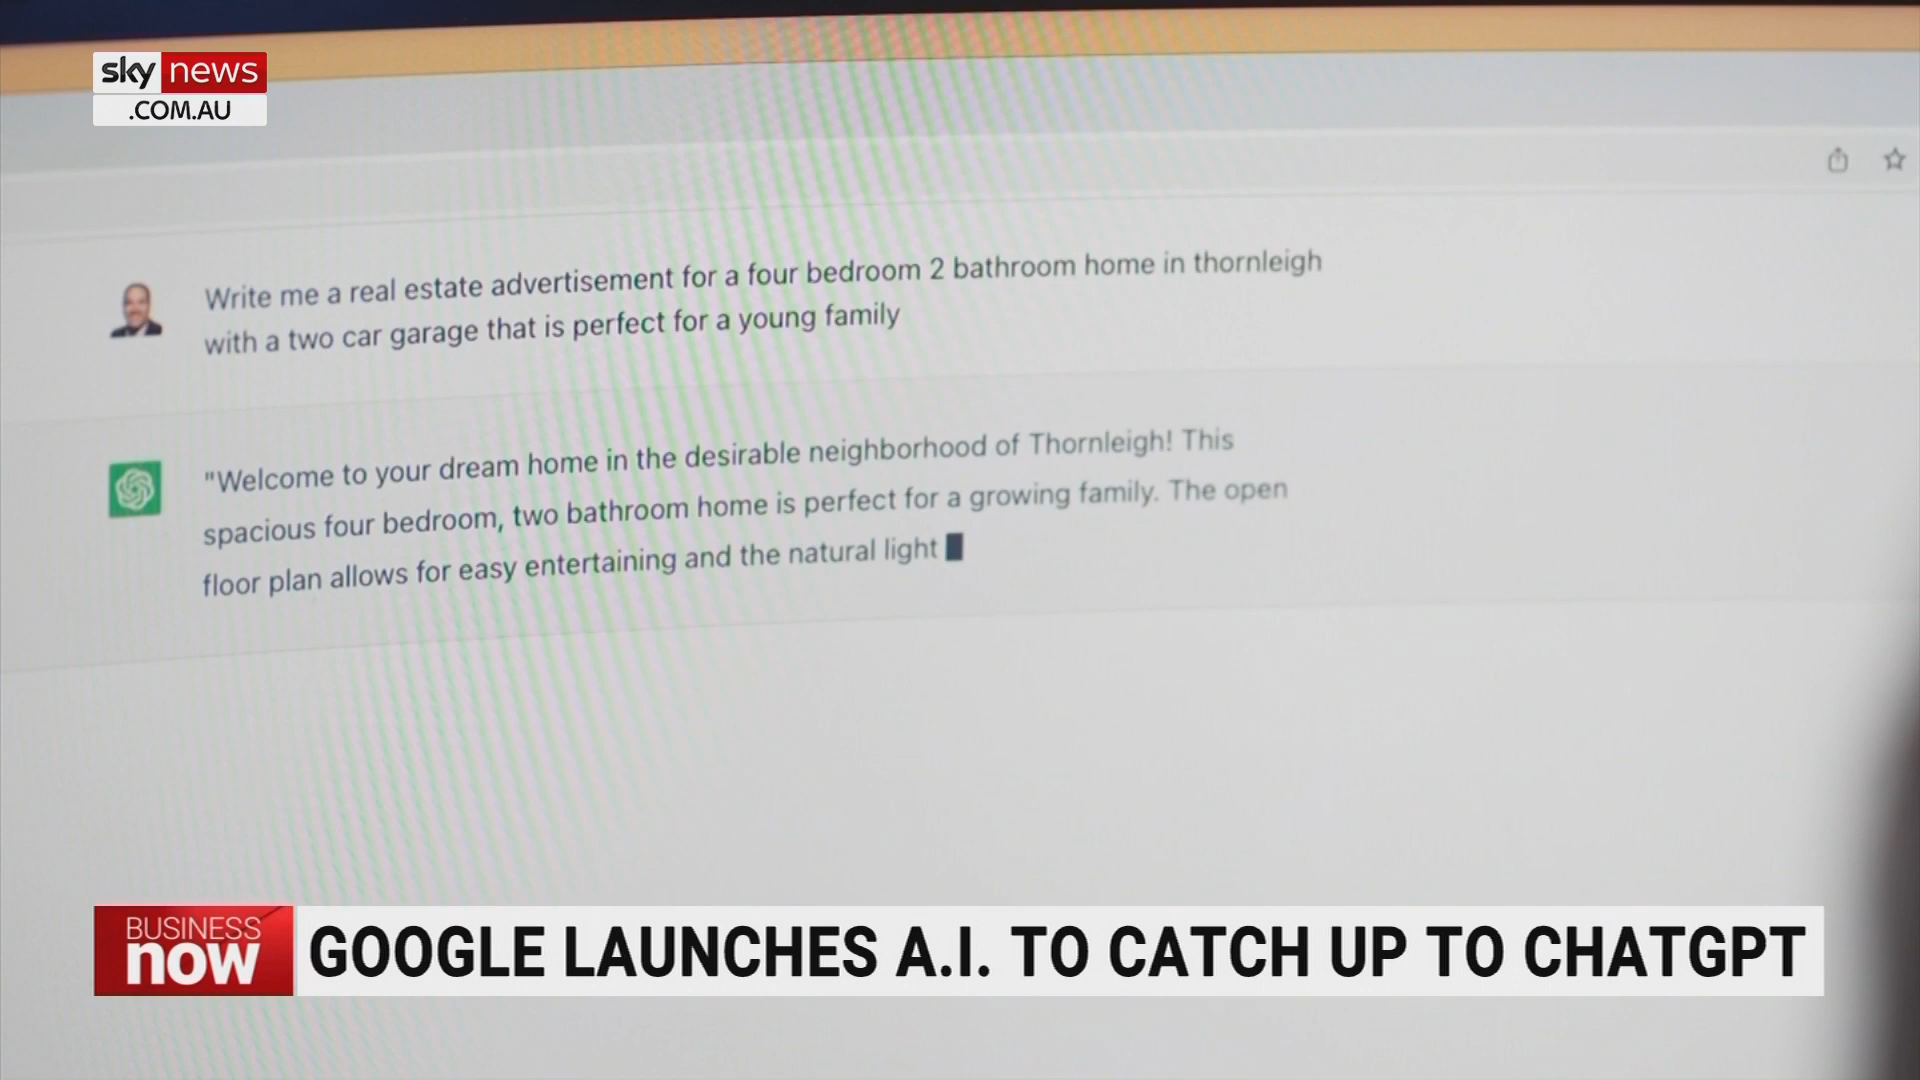 sky news
.COM.AU
Write me a real estate advertisement for a four bedroom 2 bathroom home in thornleigh
with a two car garage that is perfect for a young family
"Welcome to your dream home in the desirable neighborhood of Thornleigh! This
spacious four bedroom, two bathroom home is perfect for a growing family. The open
floor plan allows for easy entertaining and the natural light
BUSINESS
now
GOOGLE LAUNCHES A.I. TO CATCH UP TO CHATGPT